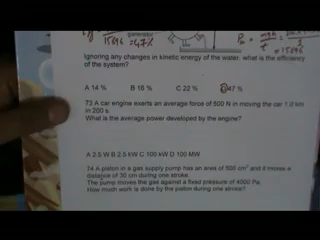 15696 =47%
generator
Ignoring any changes in kinetic energy of the water, what is the efficiency
of the system?
A 14 % B 16 % C 22 % D 47 %
73 A car engine exerts an average force of 500 N in moving the car 1.0 km
in 200 s.
What is the average power developed by the engine?
A 2.5 W B 2.5 kW C 100 kW D 100 MW
74 A piston in a gas supply pump has an area of 500 cm² and it moves a
distance of 30 cm during one stroke.
The pump moves the gas against a fixed pressure of 4000 Pa.
How much work is done by the piston during one stroke?